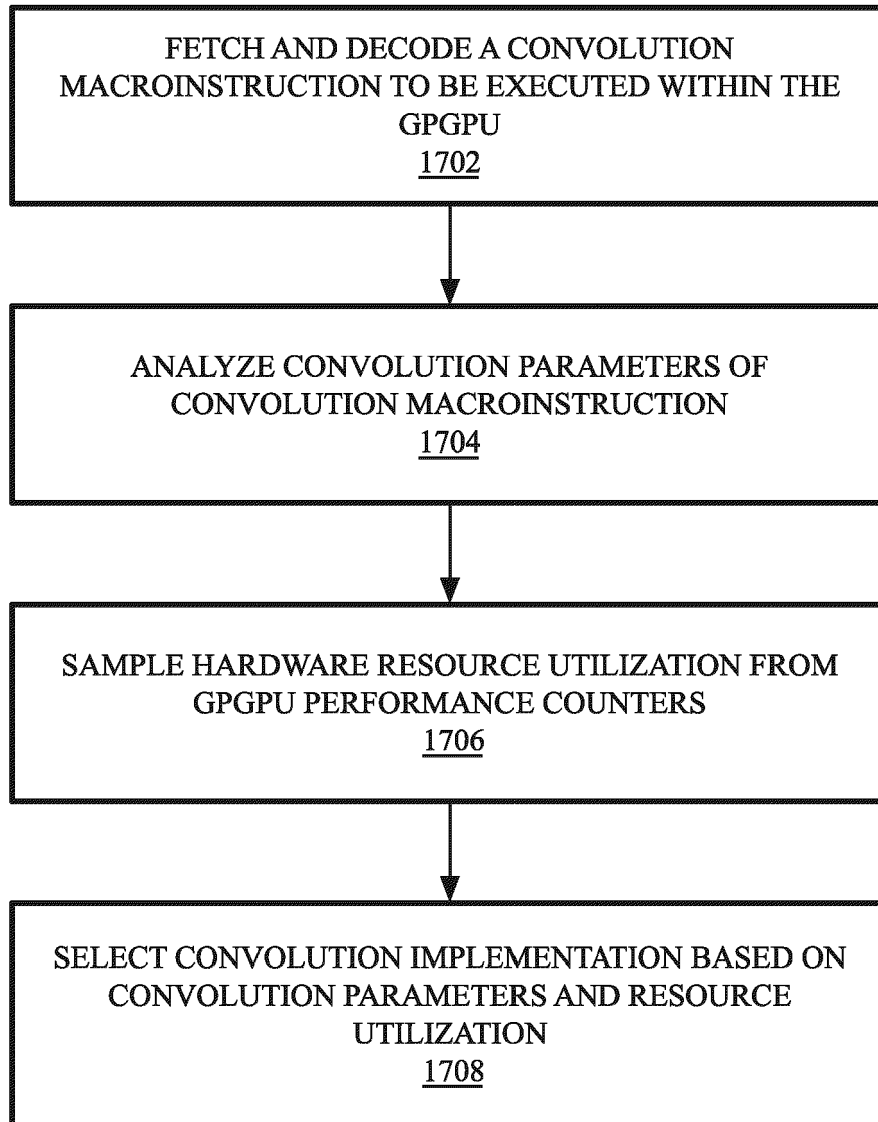 FETCH AND DECODE A CONVOLUTION
MACROINSTRUCTION TO BE EXECUTED WITHIN THE
GPGPU
1702
ANALYZE CONVOLUTION PARAMETERS OF
CONVOLUTION MACROINSTRUCTION
1704
SAMPLE HARDWARE RESOURCE UTILIZATION FROM
GPGPU PERFORMANCE COUNTERS
1706
SELECT CONVOLUTION IMPLEMENTATION BASED ON
CONVOLUTION PARAMETERS AND RESOURCE
UTILIZATION
1708